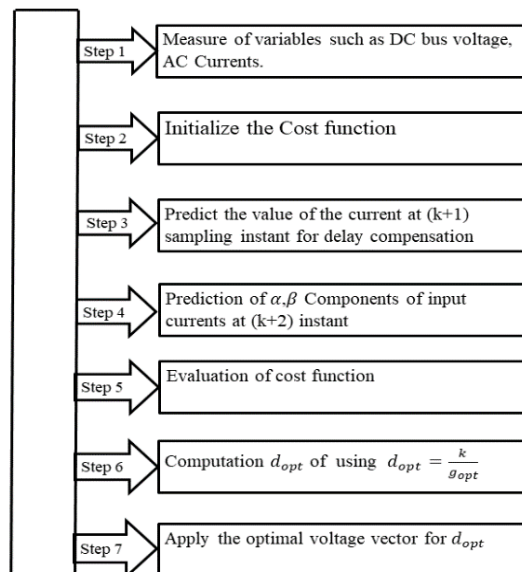 Step 1
Measure of variables such as DC bus voltage,
AC Currents.
Step 2
Initialize the Cost function
Step 3
Predict the value of the current at (k+1)
sampling instant for delay compensation
Step 4
Prediction of α,β Components of input
currents at (k+2) instant
Step 5
Evaluation of cost function
Step 6
Computation d_opt of using d_opt = k/g_opt
Step 7
Apply the optimal voltage vector for d_opt